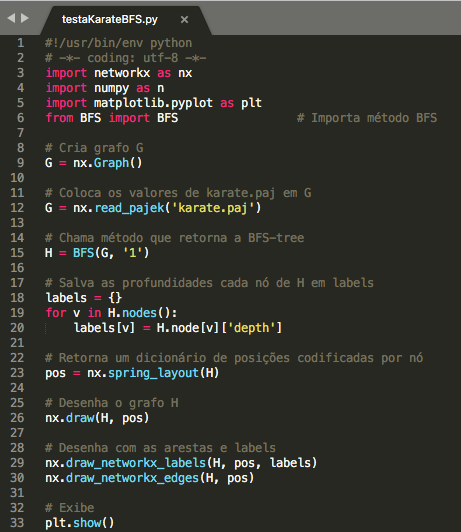 testaKarateBFS.py ×
1 #!/usr/bin/env python
2 # -*- coding: utf-8 -*-
3 import networkx as nx
4 import numpy as n
5 import matplotlib.pyplot as plt
6 from BFS import BFS # Importa método BFS
7
8 # Cria grafo G
9 G = nx.Graph()
10
11 # Coloca os valores de karate.paj em G
12 G = nx.read_pajek('karate.paj')
13
14 # Chama método que retorna a BFS-tree
15 H = BFS(G, '1')
16
17 # Salva as profundidades cada nó de H em labels
18 labels = {}
19 for v in H.nodes():
20 labels[v] = H.node[v]['depth']
21
22 # Retorna um dicionário de posições codificadas por nó
23 pos = nx.spring_layout(H)
24
25 # Desenha o grafo H
26 nx.draw(H, pos)
27
28 # Desenha com as arestas e labels
29 nx.draw_networkx_labels(H, pos, labels)
30 nx.draw_networkx_edges(H, pos)
31
32 # Exibe
33 plt.show()